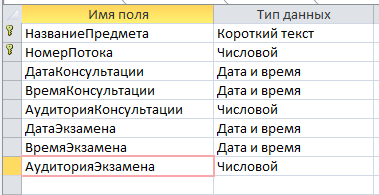 Имя поля Тип данных
НазваниеПредмета Короткий текст
НомерПотока Числовой
ДатаКонсультации Дата и время
ВремяКонсультации Дата и время
АудиторияКонсультации Числовой
ДатаЭкзамена Дата и время
ВремяЭкзамена Дата и время
АудиторияЭкзамена Числовой